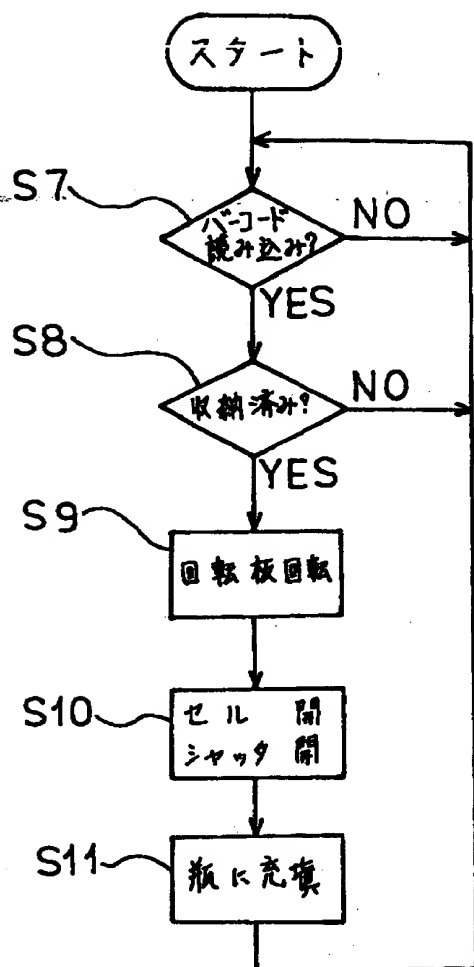 スタート
S7
バーコード
読み込み?
NO
YES
S8
収納済み?
NO
YES
S9
回転板回転
S10
セル 開
シャッタ 開
S11
瓶に充填